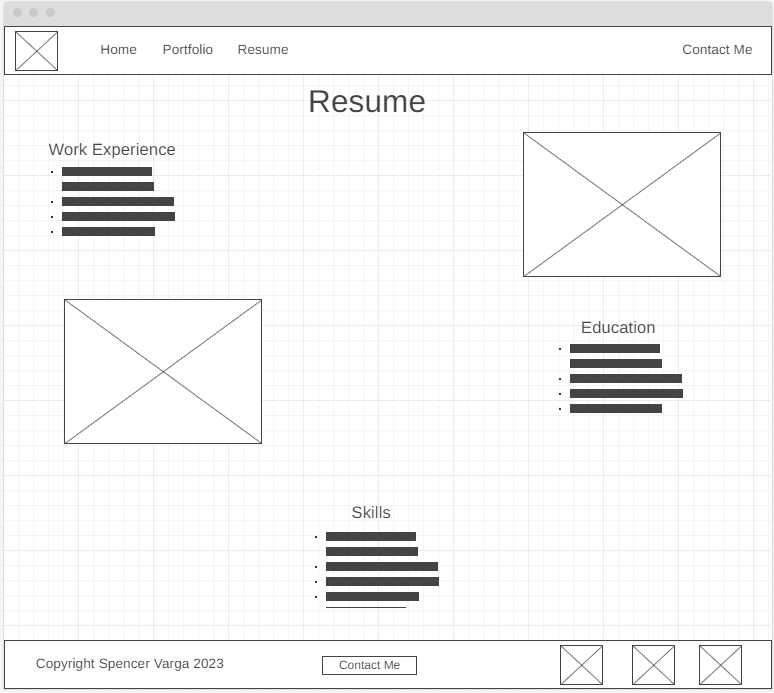 Home Portfolio Resume Contact Me
Resume
Work Experience
Education
Skills
Copyright Spencer Varga 2023 Contact Me